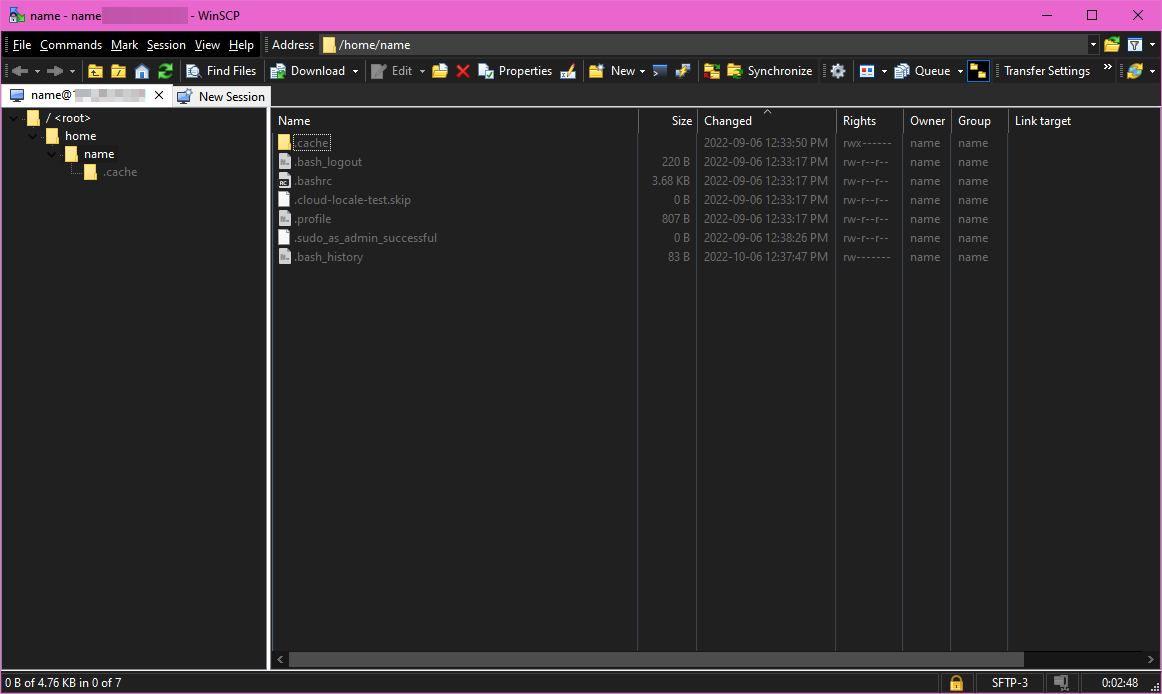 name - name - WinSCP
File Commands Mark Session View Help Address /home/name
Find Files Download Edit Properties New Synchronize Queue Transfer Settings »
name@ New Session
/ <root>
home
name
.cache
Name Size Changed Rights Owner Group Link target
.cache 2022-09-06 12:33:50 PM rwx------ name name
.bash_logout 220 B 2022-09-06 12:33:17 PM rw-r--r-- name name
.bashrc 3.68 KB 2022-09-06 12:33:17 PM rw-r--r-- name name
.cloud-locale-test.skip 0 B 2022-09-06 12:33:17 PM rw-r--r-- name name
.profile 807 B 2022-09-06 12:33:17 PM rw-r--r-- name name
.sudo_as_admin_successful 0 B 2022-09-06 12:38:26 PM rw-r--r-- name name
.bash_history 83 B 2022-10-06 12:37:47 PM rw------- name name
0 B of 4.76 KB in 0 of 7 SFTP-3 0:02:48